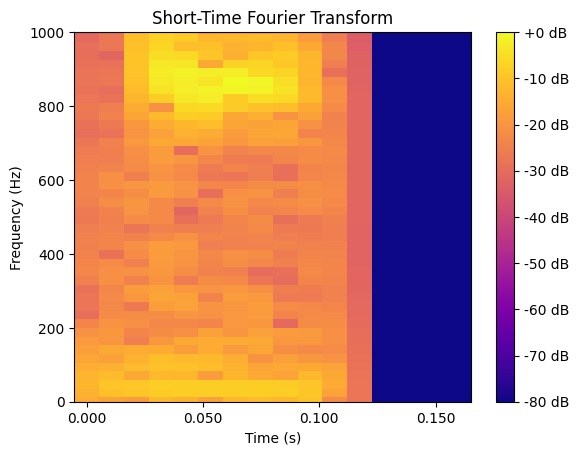 Short-Time Fourier Transform
1000
800
600
400
200
0
Frequency (Hz)
0.000
0.050
0.100
0.150
Time (s)
+0 dB
-10 dB
-20 dB
-30 dB
-40 dB
-50 dB
-60 dB
-70 dB
-80 dB